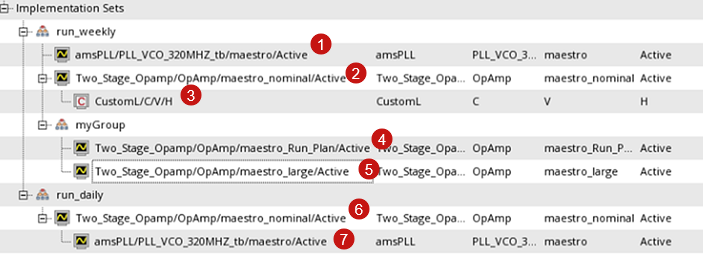 Implementation Sets
run_weekly
amsPLL/PLL_VCO_320MHZ_tb/maestro/Active 1 amsPLL PLL_VCO_3... maestro Active
Two_Stage_Opamp/OpAmp/maestro_nominal/Active 2 Two_Stage_Opa... OpAmp maestro_nominal Active
C CustomL/C/V/H 3 CustomL C V H
myGroup
Two_Stage_Opamp/OpAmp/maestro_Run_Plan/Active 4 Two_Stage_Opa... OpAmp maestro_Run_P... Active
Two_Stage_Opamp/OpAmp/maestro_large/Active 5 Two_Stage_Opa... OpAmp maestro_large Active
run_daily
Two_Stage_Opamp/OpAmp/maestro_nominal/Active 6 Two_Stage_Opa... OpAmp maestro_nominal Active
amsPLL/PLL_VCO_320MHZ_tb/maestro/Active 7 amsPLL PLL_VCO_3... maestro Active